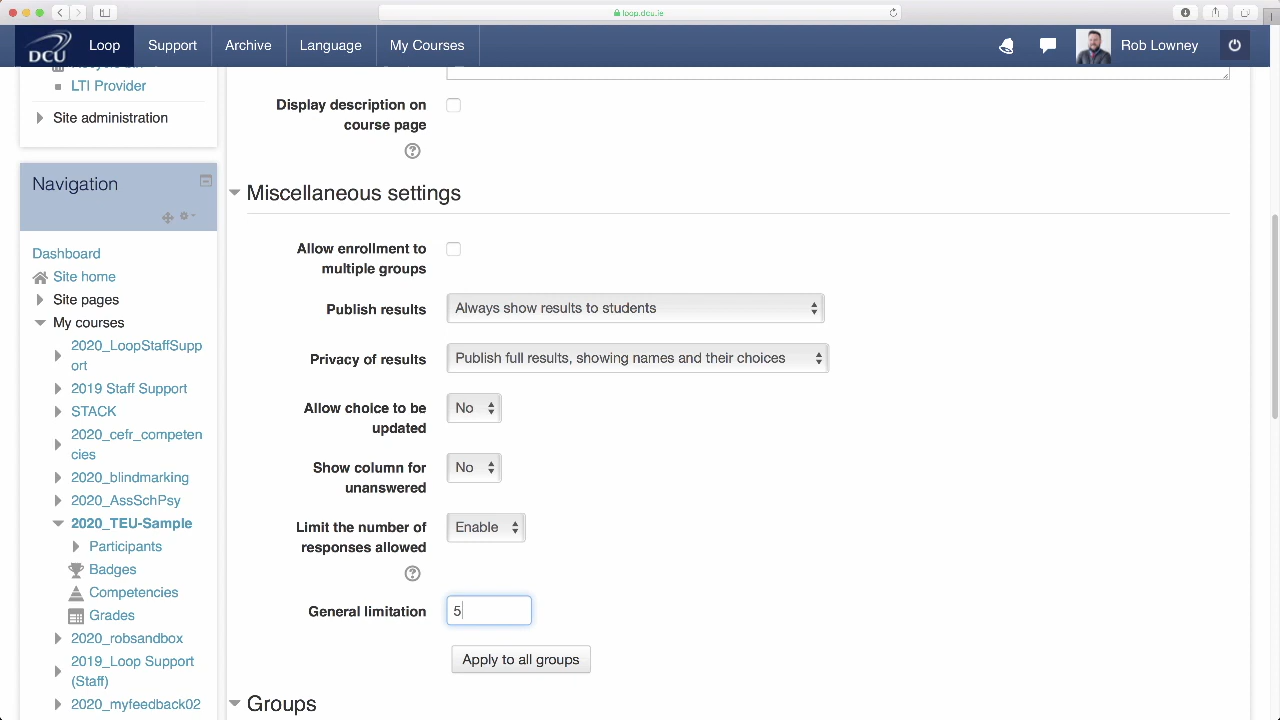 loop.dcu.ie
DCU
Loop
Support
Archive
Language
My Courses
Rob Lowney
LTI Provider
Site administration
Navigation
Dashboard
Site home
Site pages
My courses
2020_LoopStaffSupp
ort
2019 Staff Support
STACK
2020_cefr_competen
cies
2020_blindmarking
2020_AssSchPsy
2020_TEU-Sample
Participants
Badges
Competencies
Grades
2020_robsandbox
2019_Loop Support
(Staff)
2020_myfeedback02
Display description on
course page
Miscellaneous settings
Allow enrollment to
multiple groups
Publish results
Always show results to students
Privacy of results
Publish full results, showing names and their choices
Allow choice to be
updated
No
Show column for
unanswered
No
Limit the number of
responses allowed
Enable
General limitation
5
Apply to all groups
Groups